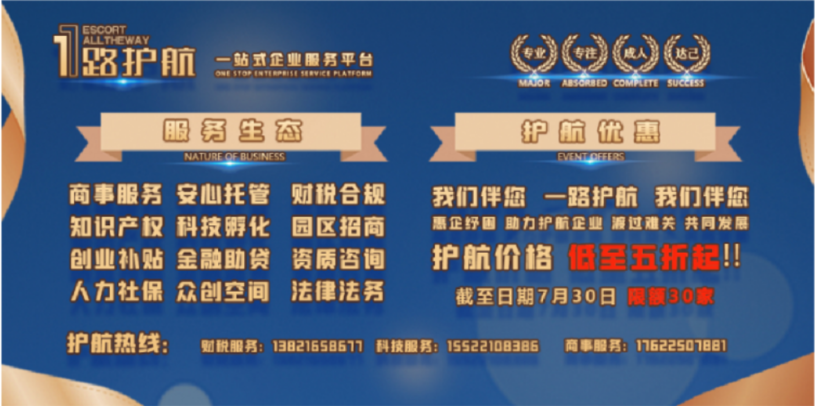 1路护航
ESCORT
ALLTHEWAY
一站式企业服务平台
ONE STOP ENTERPRISE SERVICE PLATFORM
专业 专注 成人 达己
MAJOR ABSORBED COMPLETE SUCCESS
服务生态
NATURE OF BUSINESS
商事服务 安心托管 财税合规
知识产权 科技孵化 园区招商
创业补贴 金融助贷 资质咨询
人力社保 众创空间 法律法务
护航优惠
EVENT OFFERS
我们伴您 一路护航 我们伴您
惠企纾困 助力护航企业 渡过难关 共同发展
护航价格 低至五折起!!
截至日期7月30日 限额30家
护航热线: 财税服务: 13821658677 科技服务: 15522108386 商事服务: 17622507881